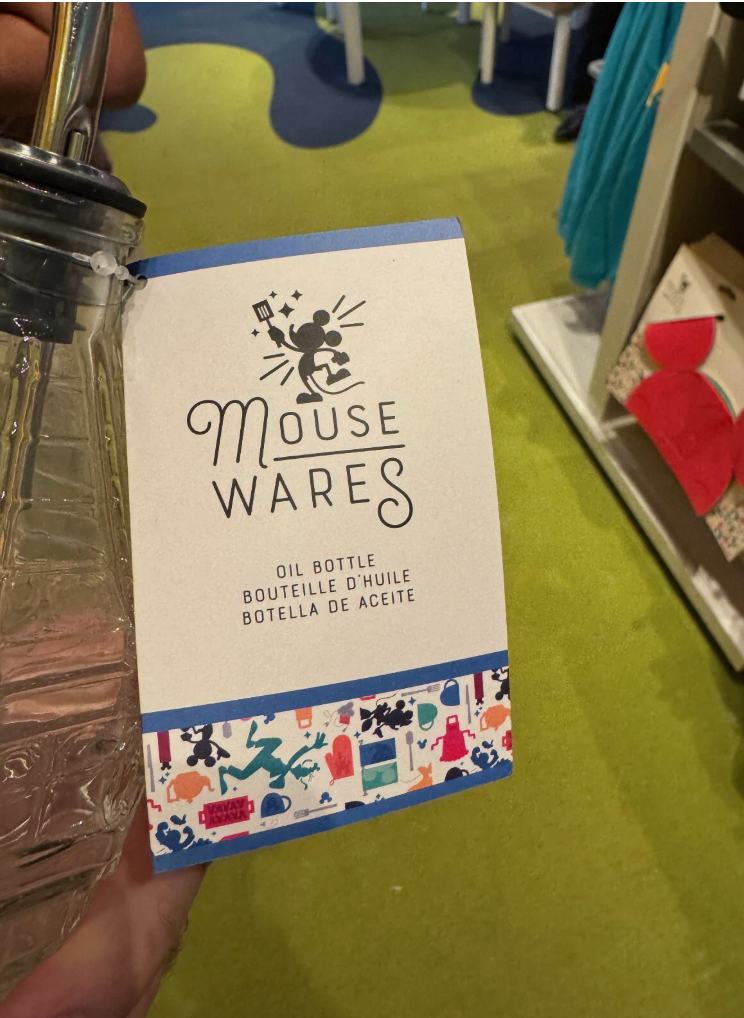 MOUSE
WARES
OIL BOTTLE
BOUTEILLE D'HUILE
BOTELLA DE ACEITE